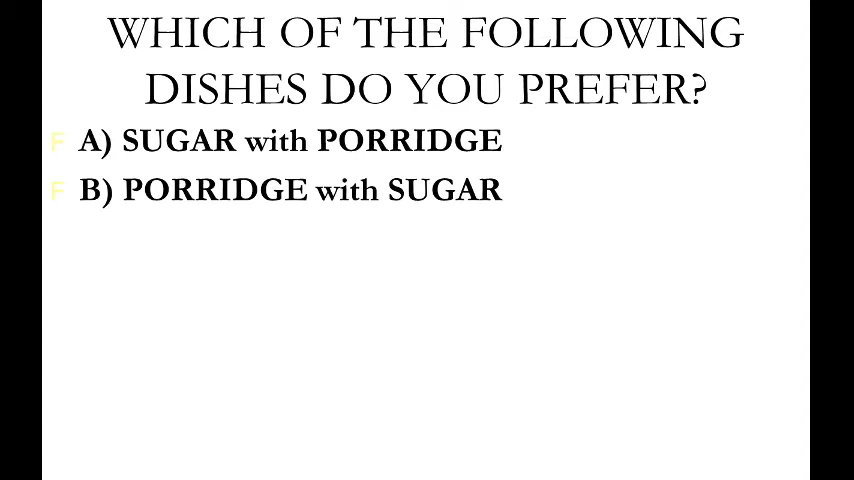 WHICH OF THE FOLLOWING
DISHES DO YOU PREFER?
F A) SUGAR with PORRIDGE
F B) PORRIDGE with SUGAR